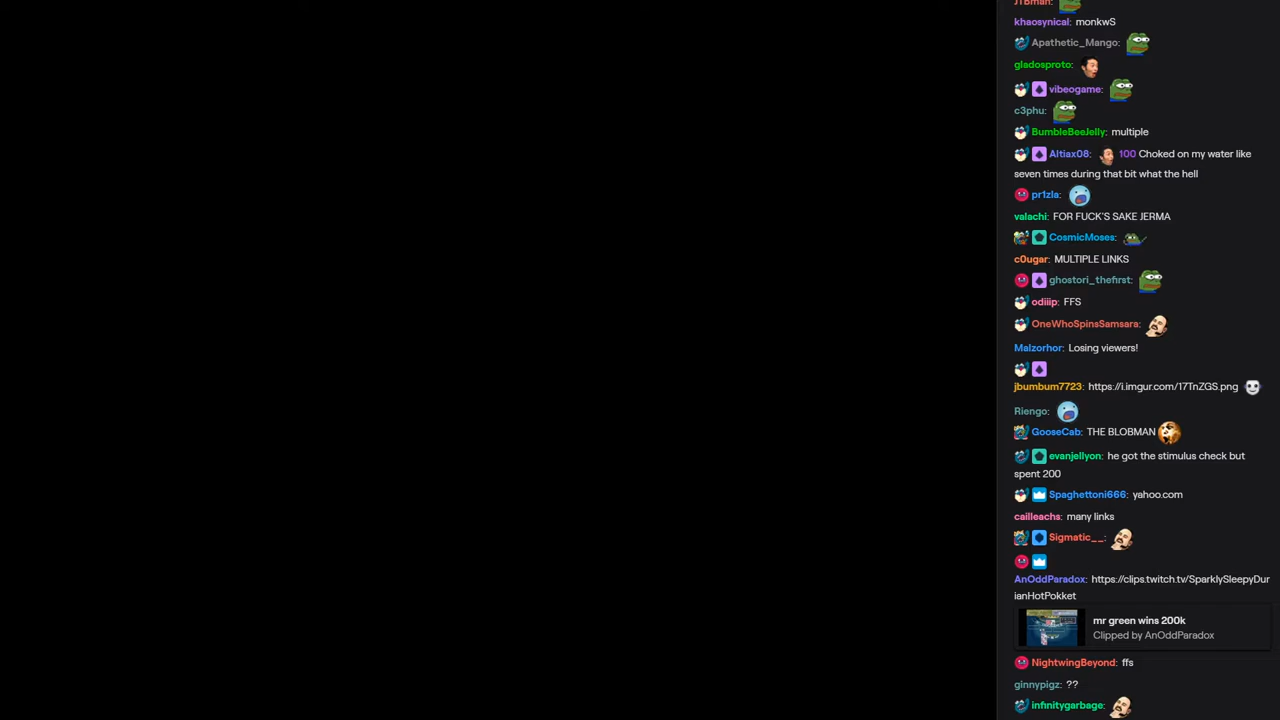 JTBman:
khaosynical: monkwS
Apathetic_Mango:
gladosproto:
vibeogame:
c3phu:
BumbleBeeJelly: multiple
Altiax08: 100 Choked on my water like
seven times during that bit what the hell
pr1zla:
valachi: FOR FUCK'S SAKE JERMA
CosmicMoses:
c0ugar: MULTIPLE LINKS
ghostori_thefirst:
odiiip: FFS
OneWhoSpinsSamsara:
Malzorhor: Losing viewers!
jbumbum7723: https://i.imgur.com/17TnZGS.png
Riengo:
GooseCab: THE BLOBMAN
evanjellyon: he got the stimulus check but
spent 200
Spaghettoni666: yahoo.com
cailleachs: many links
Sigmatic__:
AnOddParadox: https://clips.twitch.tv/SparklySleepyDur
ianHotPokket
mr green wins 200k
Clipped by AnOddParadox
NightwingBeyond: ffs
ginnypigz: ??
infinitygarbage: